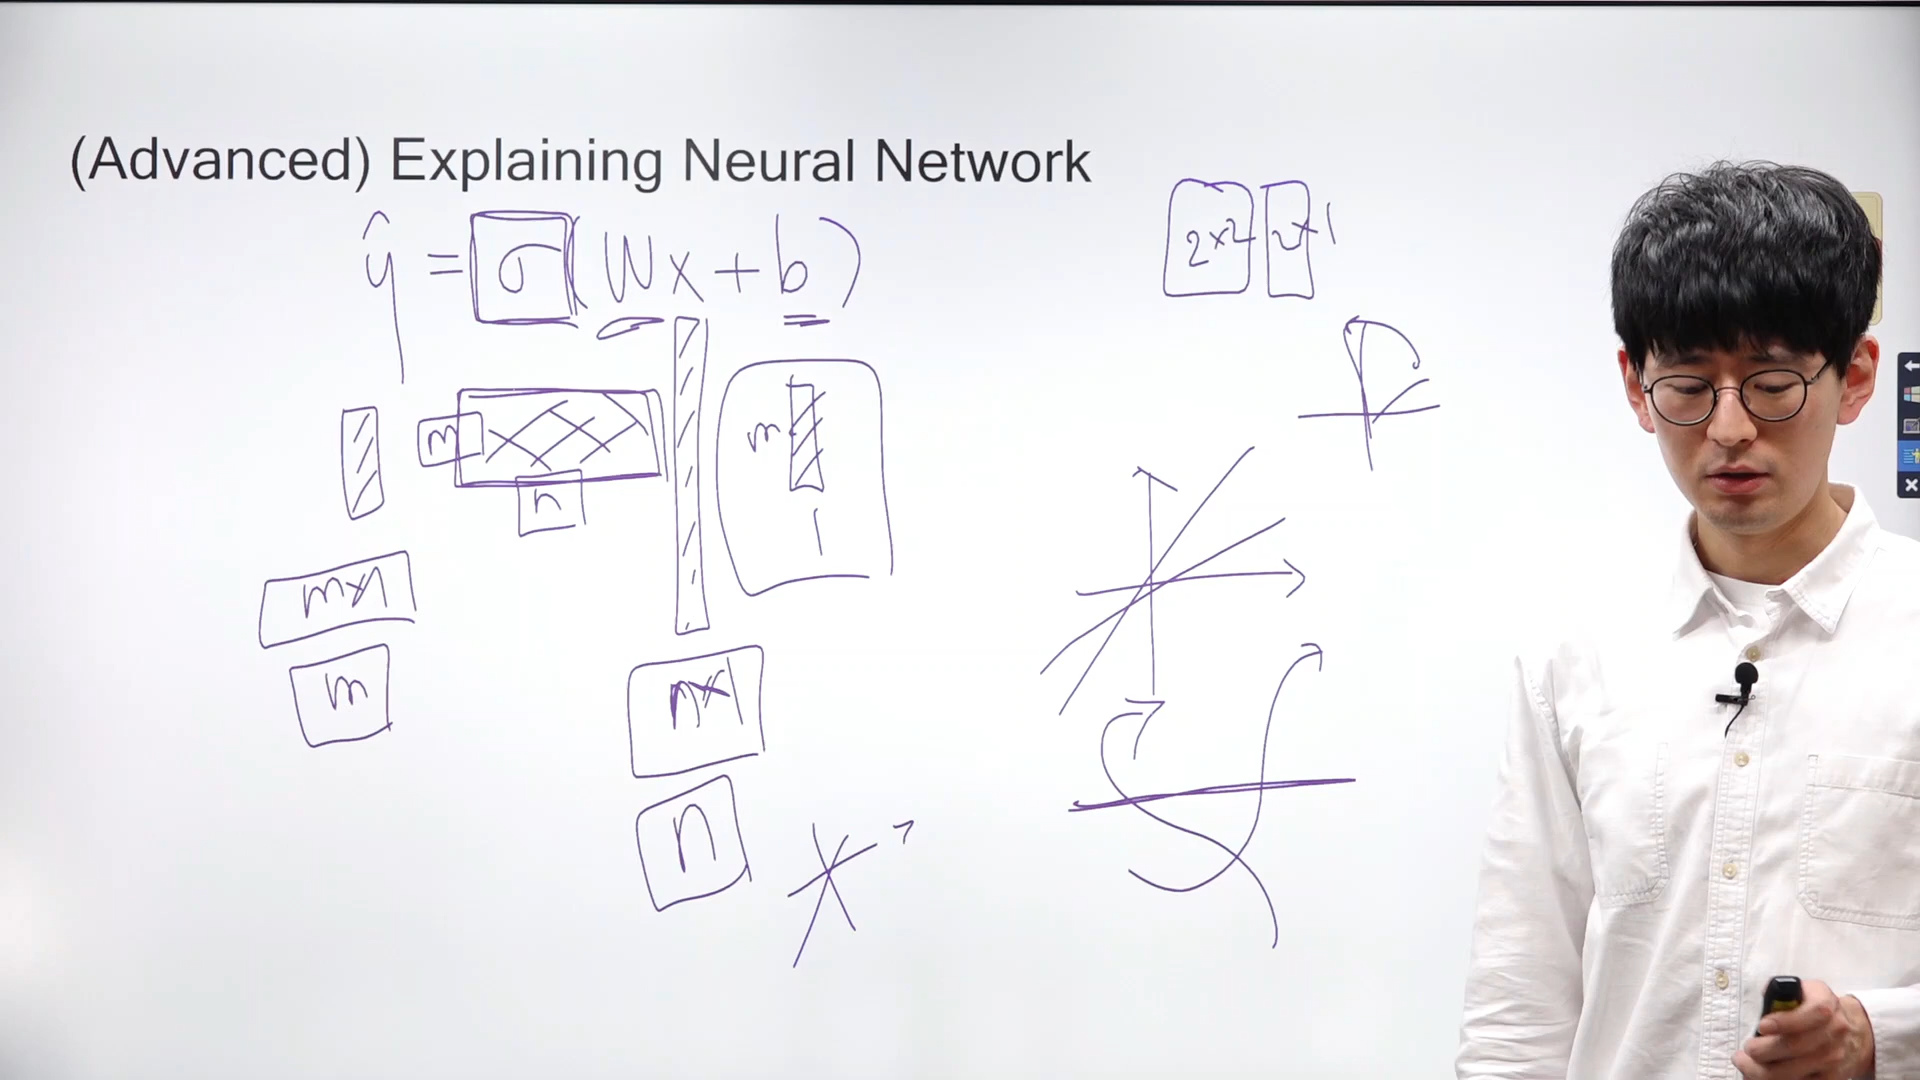 (Advanced) Explaining Neural Network
ŷ = σ(Wx + b)
2×2 2×1
m
n
m
1
m×1
m
n×1
n